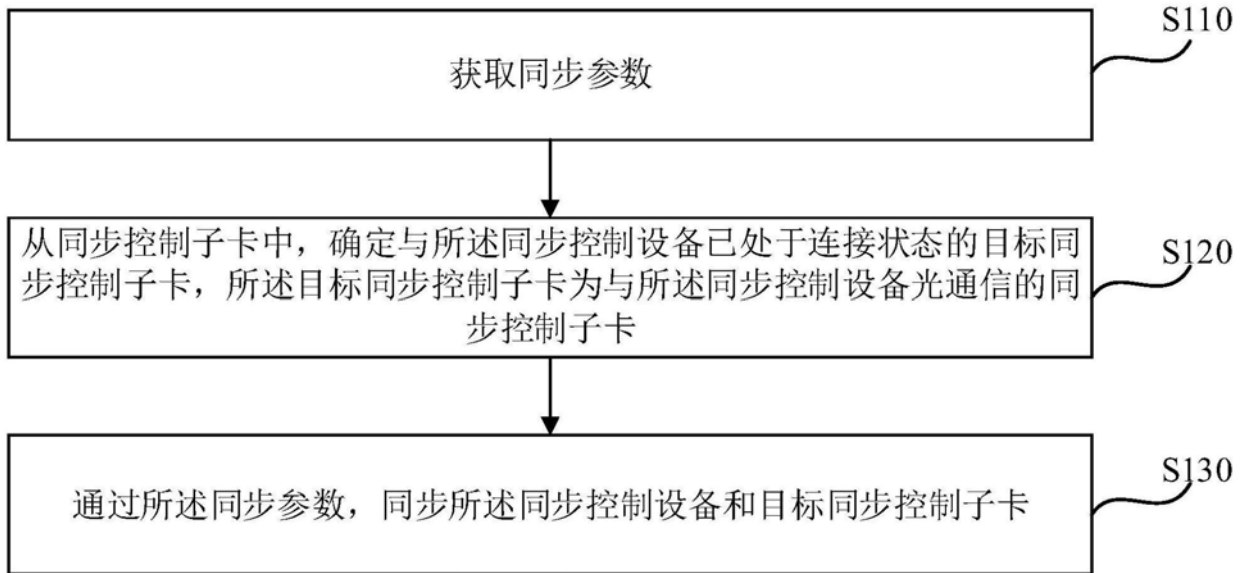 S110
获取同步参数
从同步控制子卡中，确定与所述同步控制设备已处于连接状态的目标同
S120
步控制子卡，所述目标同步控制子卡为与所述同步控制设备光通信的同
步控制子卡
S130
通过所述同步参数，同步所述同步控制设备和目标同步控制子卡